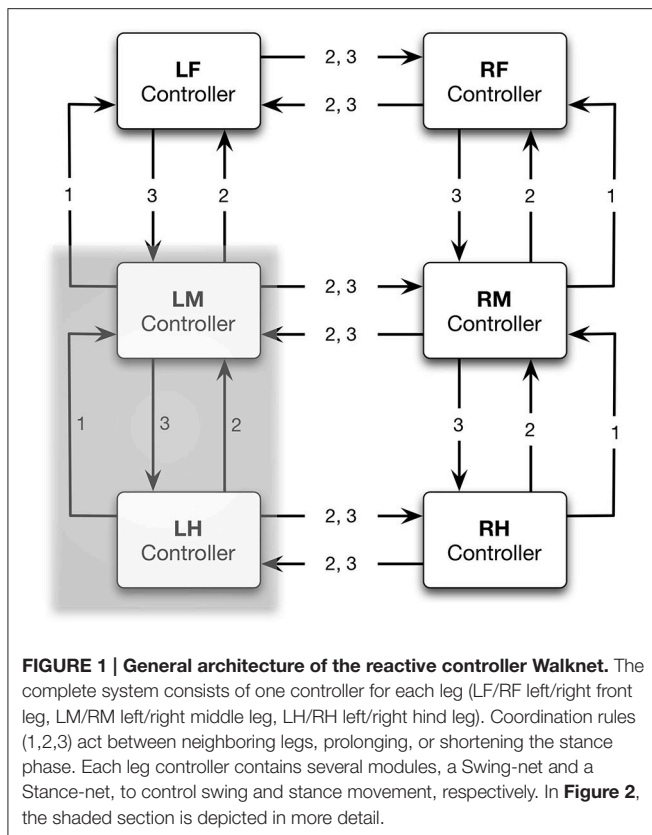 LF
Controller
2, 3
2, 3
RF
Controller
1
3
2
3
2
1
LM
Controller
2, 3
2, 3
RM
Controller
1
3
2
3
2
1
LH
Controller
2, 3
2, 3
RH
Controller
FIGURE 1 | General architecture of the reactive controller Walknet. The
complete system consists of one controller for each leg (LF/RF left/right front
leg, LM/RM left/right middle leg, LH/RH left/right hind leg). Coordination rules
(1,2,3) act between neighboring legs, prolonging, or shortening the stance
phase. Each leg controller contains several modules, a Swing-net and a
Stance-net, to control swing and stance movement, respectively. In Figure 2,
the shaded section is depicted in more detail.